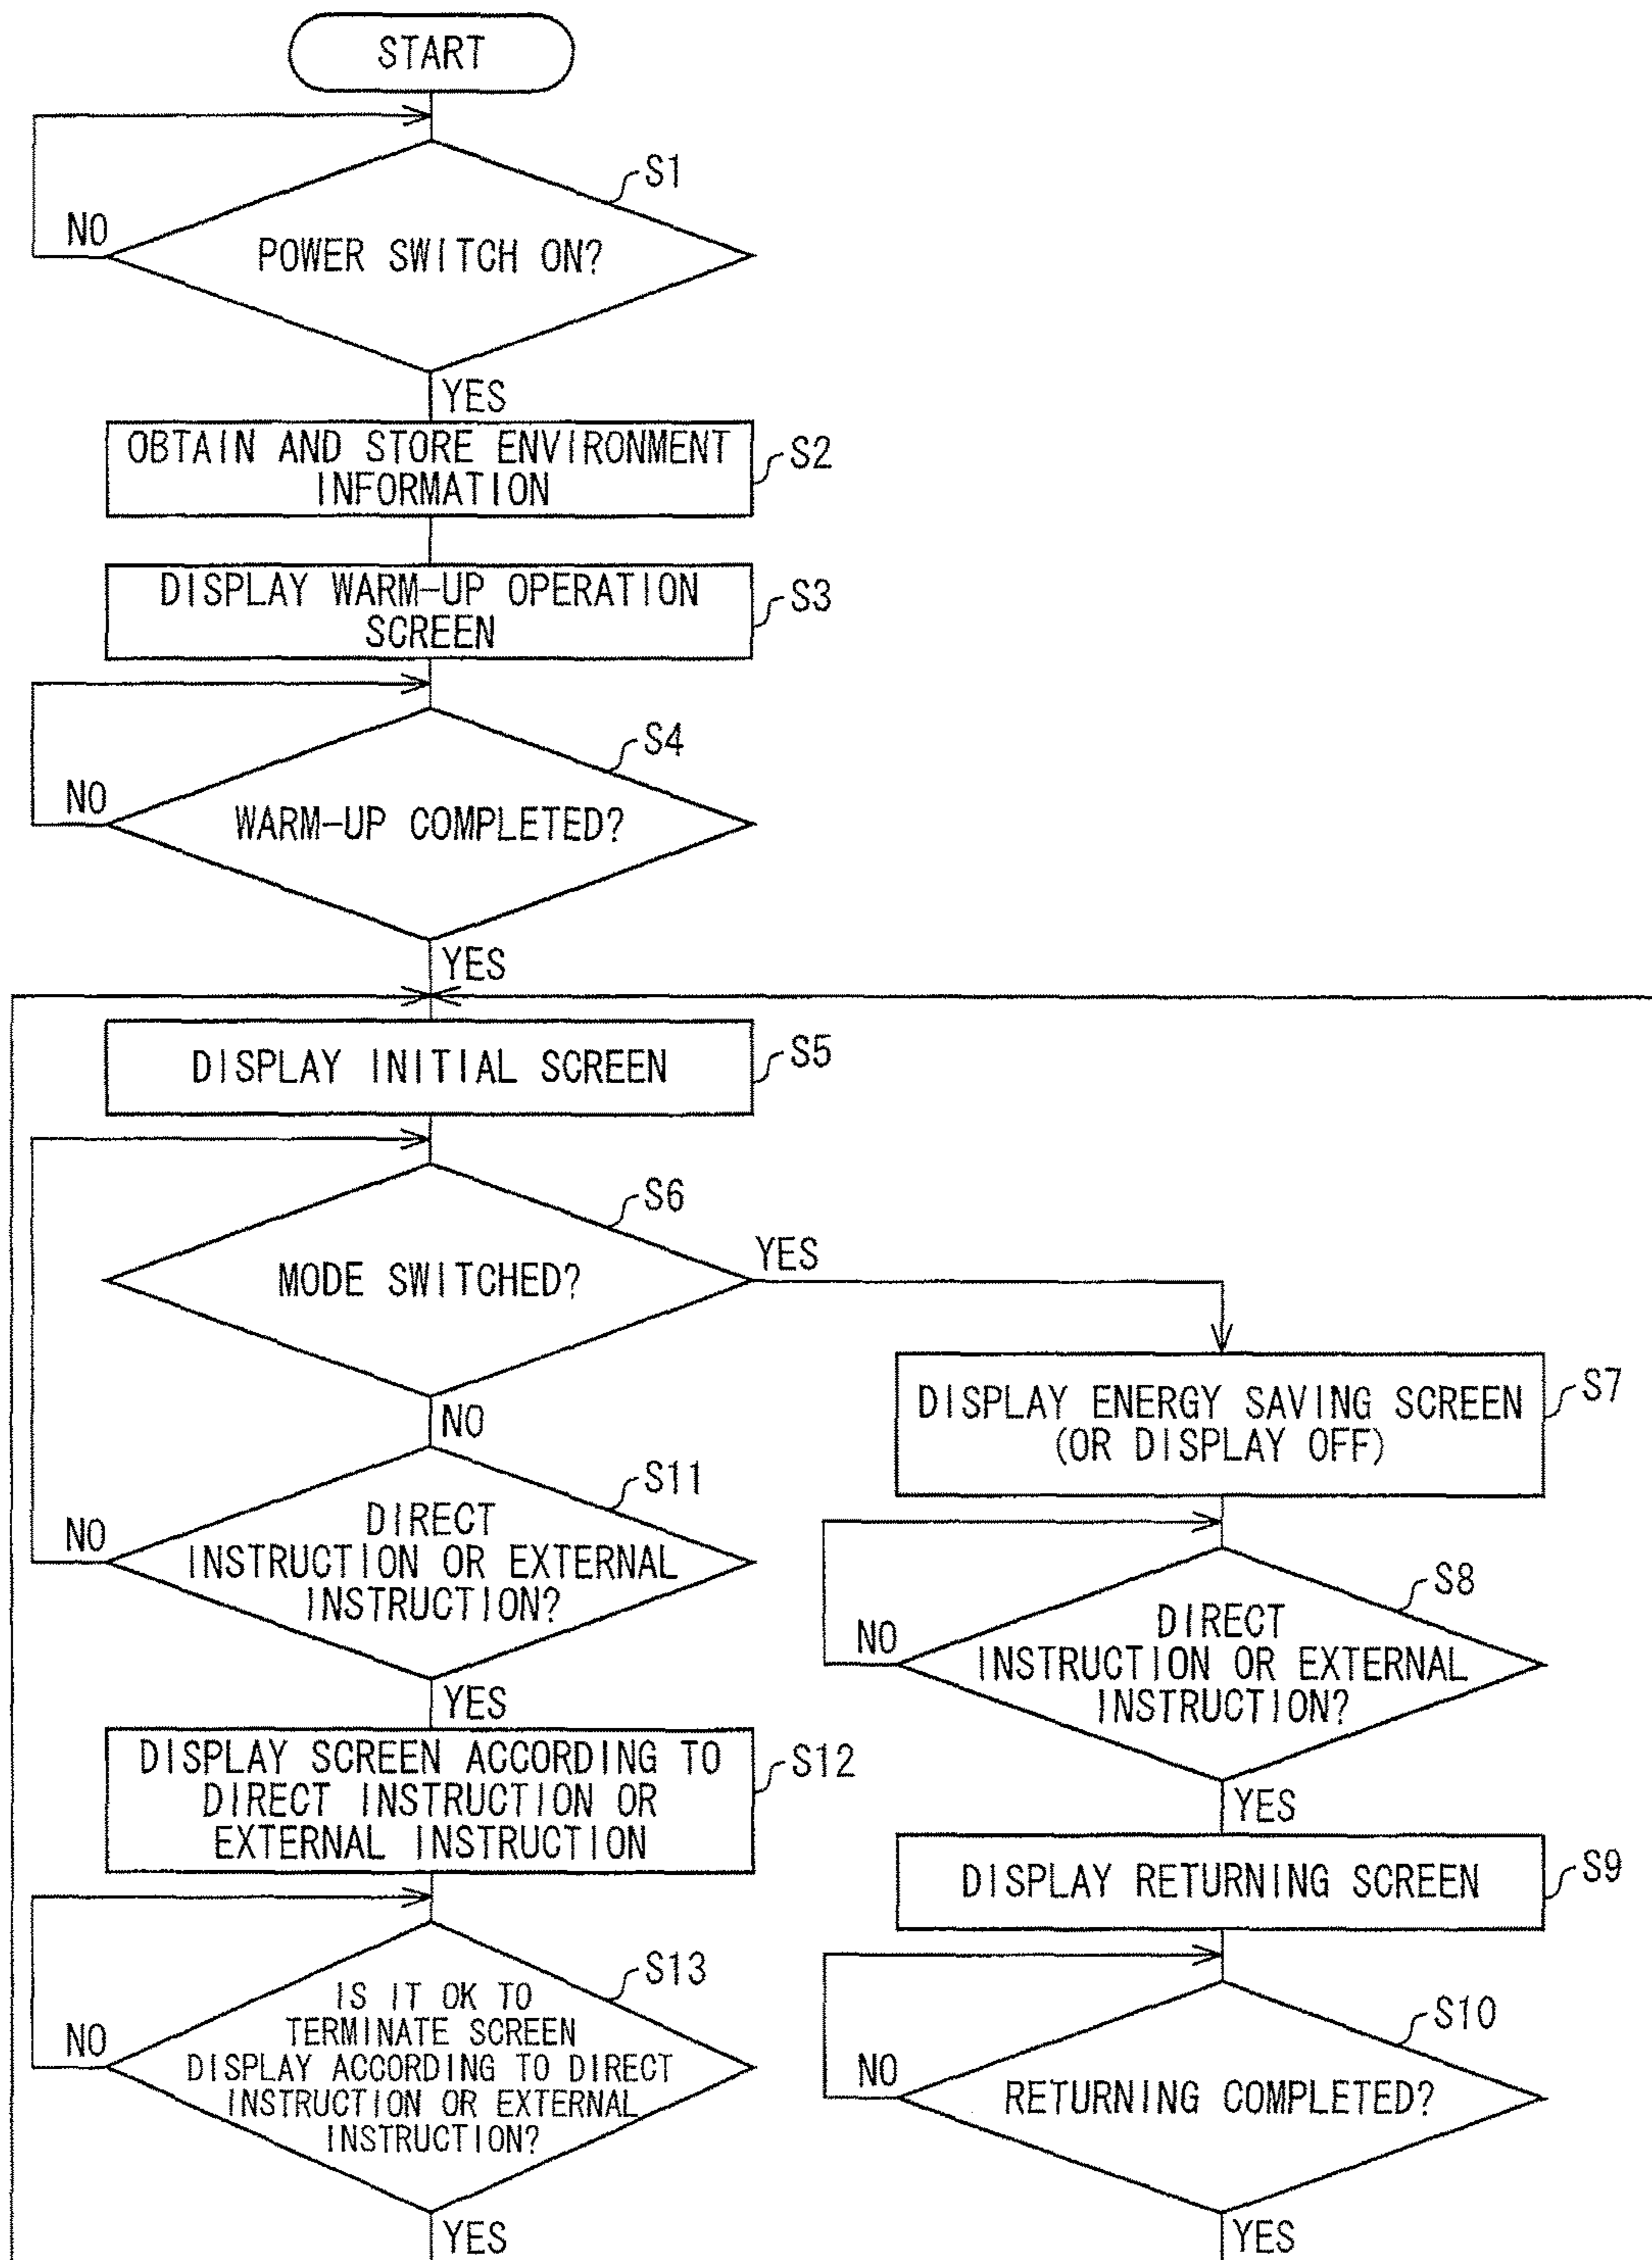 START
S1
NO
POWER SWITCH ON?
YES
OBTAIN AND STORE ENVIRONMENT
INFORMATION
S2
DISPLAY WARM-UP OPERATION
SCREEN
S3
S4
NO
WARM-UP COMPLETED?
YES
DISPLAY INITIAL SCREEN
S5
S6
MODE SWITCHED?
YES
NO
DISPLAY ENERGY SAVING SCREEN
(OR DISPLAY OFF)
S7
S11
NO
DIRECT
INSTRUCTION OR EXTERNAL
INSTRUCTION?
YES
S8
NO
DIRECT
INSTRUCTION OR EXTERNAL
INSTRUCTION?
YES
DISPLAY SCREEN ACCORDING TO
DIRECT INSTRUCTION OR
EXTERNAL INSTRUCTION
S12
DISPLAY RETURNING SCREEN
S9
S13
NO
IS IT OK TO
TERMINATE SCREEN
DISPLAY ACCORDING TO DIRECT
INSTRUCTION OR EXTERNAL
INSTRUCTION?
YES
S10
NO
RETURNING COMPLETED?
YES